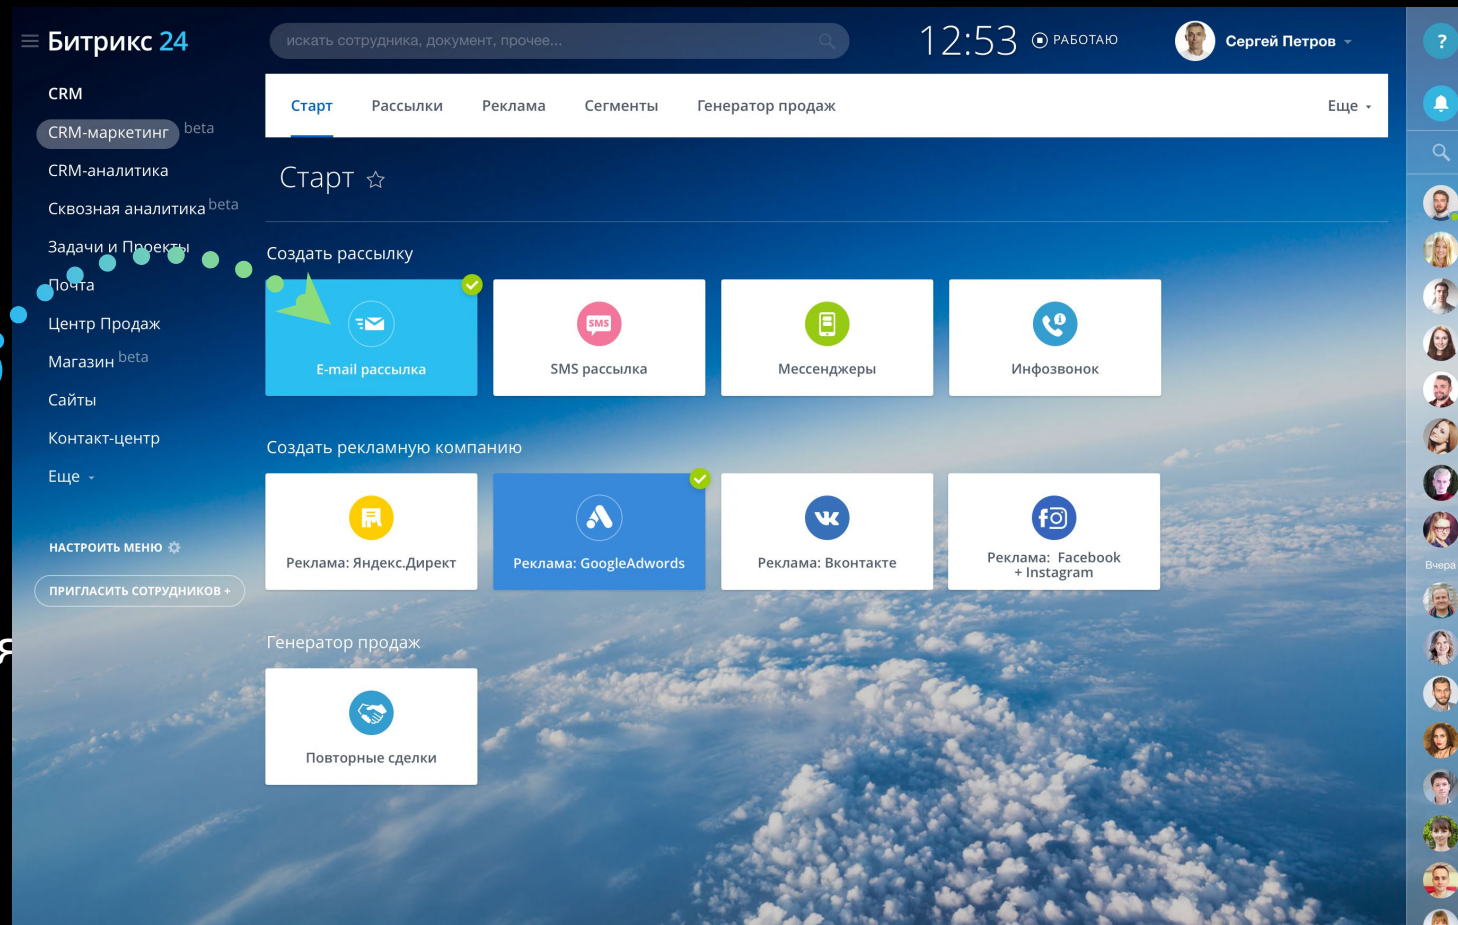 Битрикс 24
искать сотрудника, документ, прочее...
12:53 РАБОТАЮ
Сергей Петров
?
CRM
CRM-маркетинг beta
CRM-аналитика
Сквозная аналитика beta
Задачи и Проекты
Почта
Центр Продаж
Магазин beta
Сайты
Контакт-центр
Еще
НАСТРОИТЬ МЕНЮ
ПРИГЛАСИТЬ СОТРУДНИКОВ +
я
Старт Рассылки Реклама Сегменты Генератор продаж Еще
Старт
Создать рассылку
E-mail рассылка
SMS
SMS рассылка
Мессенджеры
Инфозвонок
Создать рекламную компанию
Реклама: Яндекс.Директ
Реклама: GoogleAdwords
Реклама: Вконтакте
Реклама: Facebook
+ Instagram
Генератор продаж
Повторные сделки
Вчера